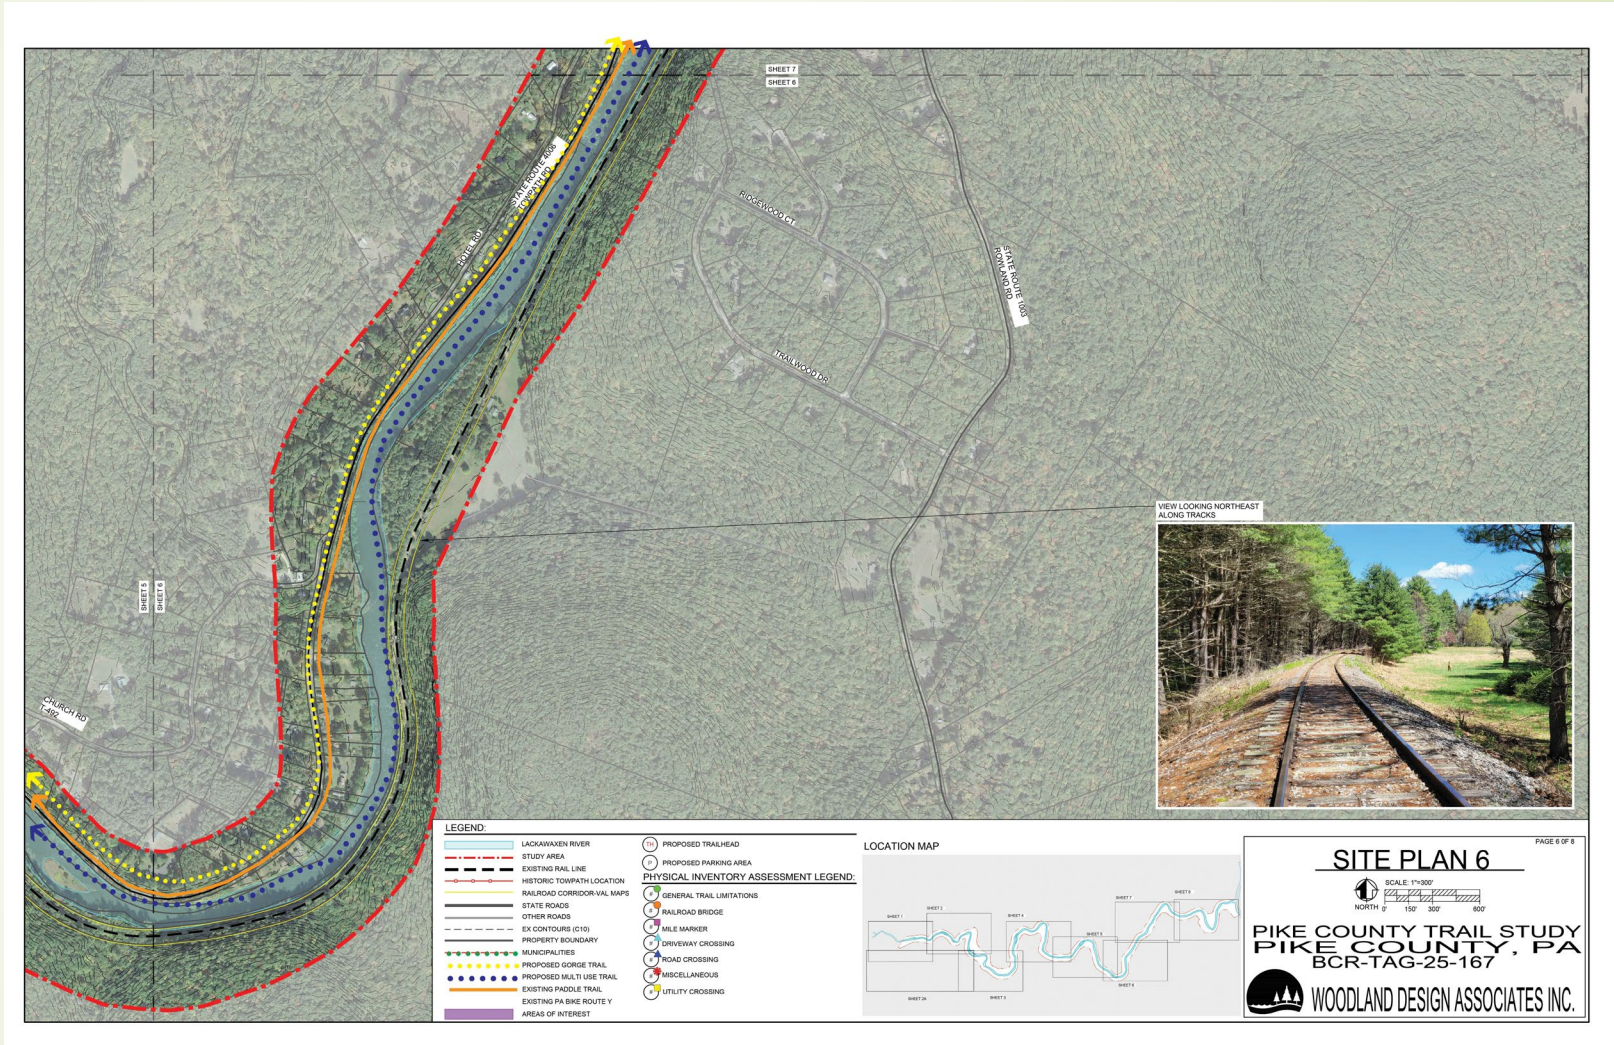 SHEET 7
SHEET 6
STATE ROUTE 4006
TOWPATH RD
HOTEL RD
RIDGEWOOD CT
STATE ROUTE 1003
ROWLAND RD
TRAILWOOD DR
VIEW LOOKING NORTHEAST
ALONG TRACKS
SHEET 5
SHEET 6
CHURCH RD
T-492
LEGEND:
LACKAWAXEN RIVER
STUDY AREA
EXISTING RAIL LINE
HISTORIC TOWPATH LOCATION
RAILROAD CORRIDOR-VAL MAPS
STATE ROADS
OTHER ROADS
EX CONTOURS (C10)
PROPERTY BOUNDARY
MUNICIPALITIES
PROPOSED GORGE TRAIL
PROPOSED MULTI USE TRAIL
EXISTING PADDLE TRAIL
EXISTING PA BIKE ROUTE Y
AREAS OF INTEREST
TH PROPOSED TRAILHEAD
P PROPOSED PARKING AREA
PHYSICAL INVENTORY ASSESSMENT LEGEND:
# GENERAL TRAIL LIMITATIONS
# RAILROAD BRIDGE
# MILE MARKER
# DRIVEWAY CROSSING
# ROAD CROSSING
# MISCELLANEOUS
# UTILITY CROSSING
LOCATION MAP
SHEET 1
SHEET 2
SHEET 2A
SHEET 3
SHEET 4
SHEET 5
SHEET 6
SHEET 7
SHEET 8
PAGE 6 OF 8
SITE PLAN 6
SCALE: 1"=300'
NORTH 0' 150' 300' 600'
PIKE COUNTY TRAIL STUDY
PIKE COUNTY, PA
BCR-TAG-25-167
WOODLAND DESIGN ASSOCIATES INC.